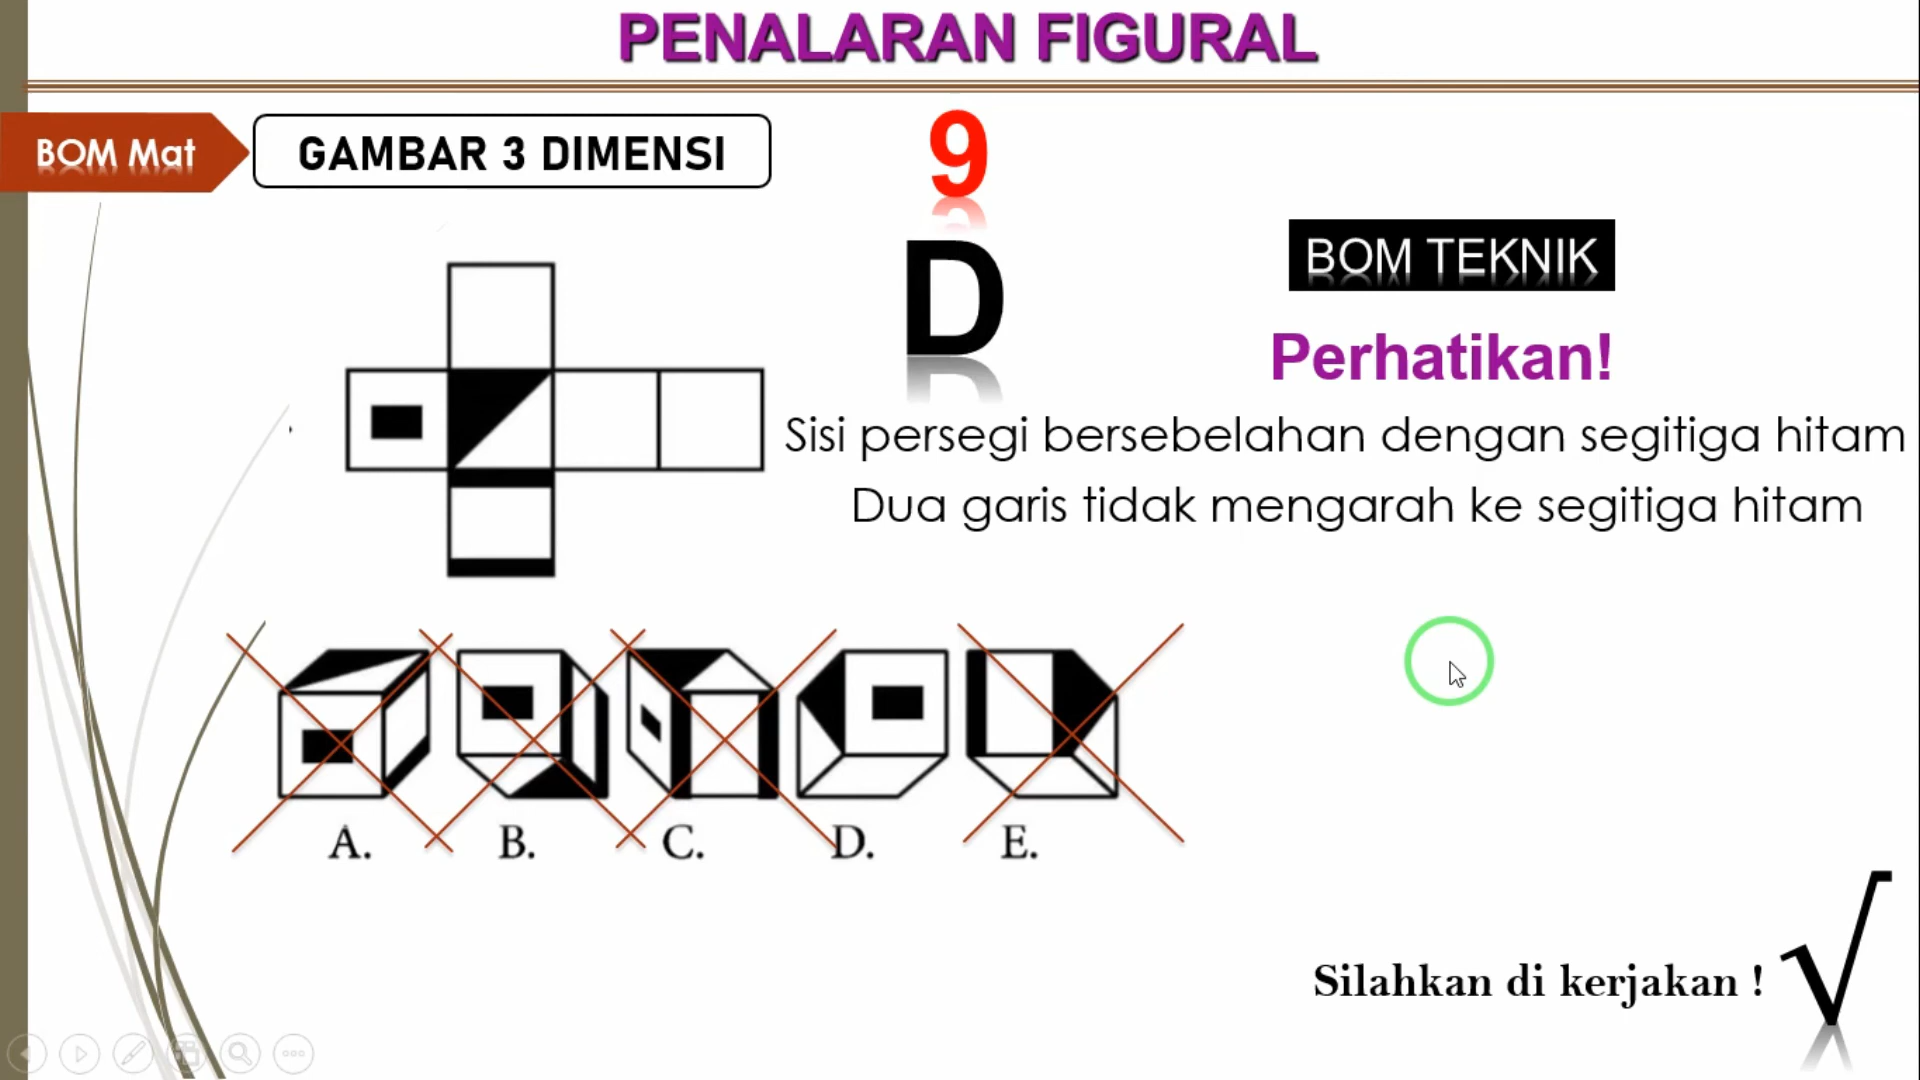 PENALARAN FIGURAL
BOM Mat
GAMBAR 3 DIMENSI
9
D
BOM TEKNIK
Perhatikan!
Sisi persegi bersebelahan dengan segitiga hitam
Dua garis tidak mengarah ke segitiga hitam
A. B. C. D. E.
Silahkan di kerjakan !
√